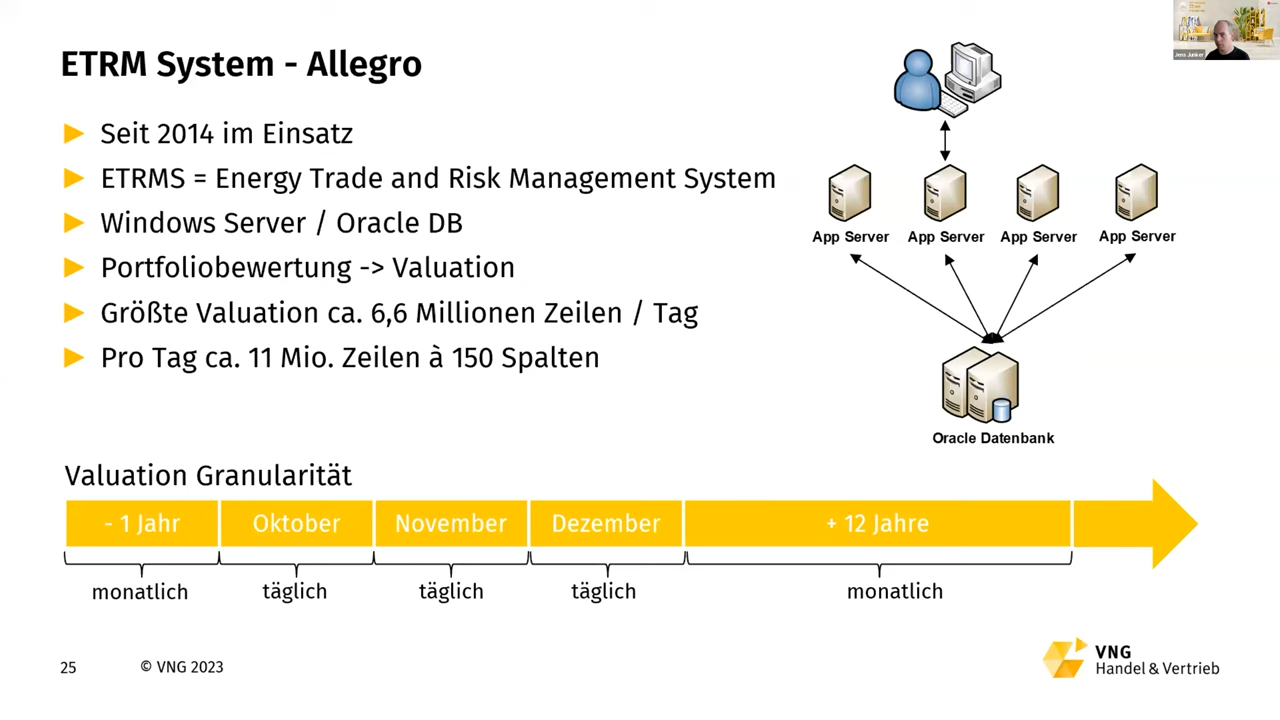 ETRM System - Allegro
Seit 2014 im Einsatz
ETRMS = Energy Trade and Risk Management System
Windows Server / Oracle DB
Portfoliobewertung -> Valuation
Größte Valuation ca. 6,6 Millionen Zeilen / Tag
Pro Tag ca. 11 Mio. Zeilen à 150 Spalten
App Server App Server App Server App Server
Oracle Datenbank
Valuation Granularität
- 1 Jahr Oktober November Dezember + 12 Jahre
monatlich täglich täglich täglich monatlich
25 © VNG 2023
VNG
Handel & Vertrieb
Jens Junker